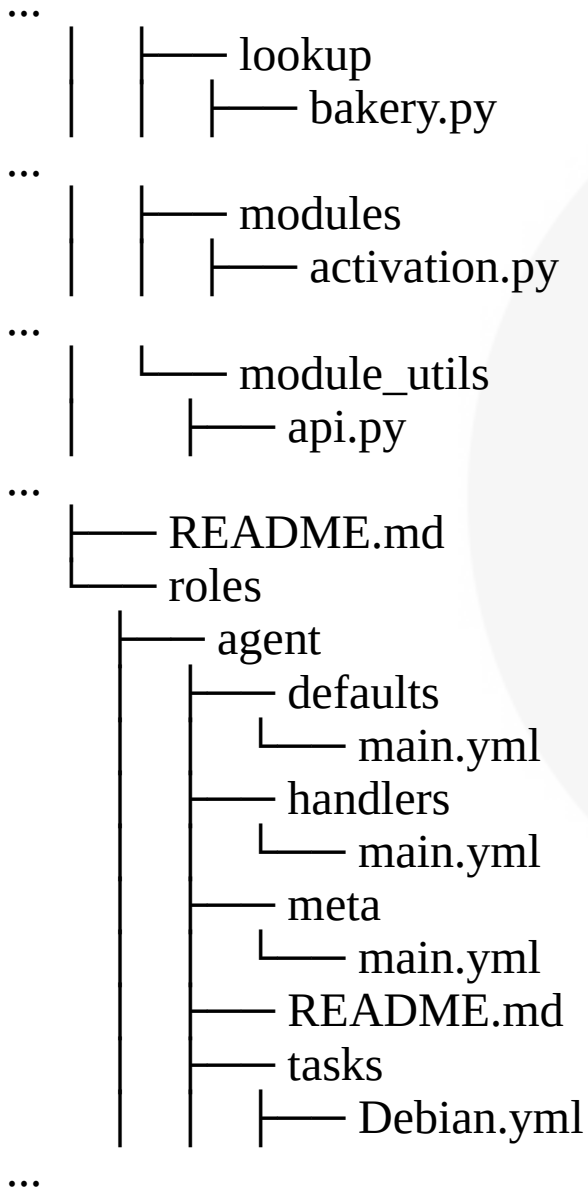 ...
│   ├── lookup
│   │   ├── bakery.py
...
│   ├── modules
│   │   ├── activation.py
...
│   └── module_utils
│       ├── api.py
...
├── README.md
└── roles
    ├── agent
    │   ├── defaults
    │   │   └── main.yml
    │   ├── handlers
    │   │   └── main.yml
    │   ├── meta
    │   │   └── main.yml
    │   ├── README.md
    │   ├── tasks
    │   │   ├── Debian.yml
...